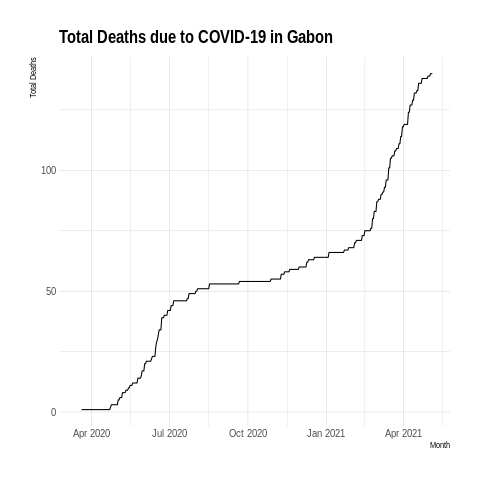 Total Deaths due to COVID-19 in Gabon
Total Deaths
100
50
0
Apr 2020 Jul 2020 Oct 2020 Jan 2021 Apr 2021
Month